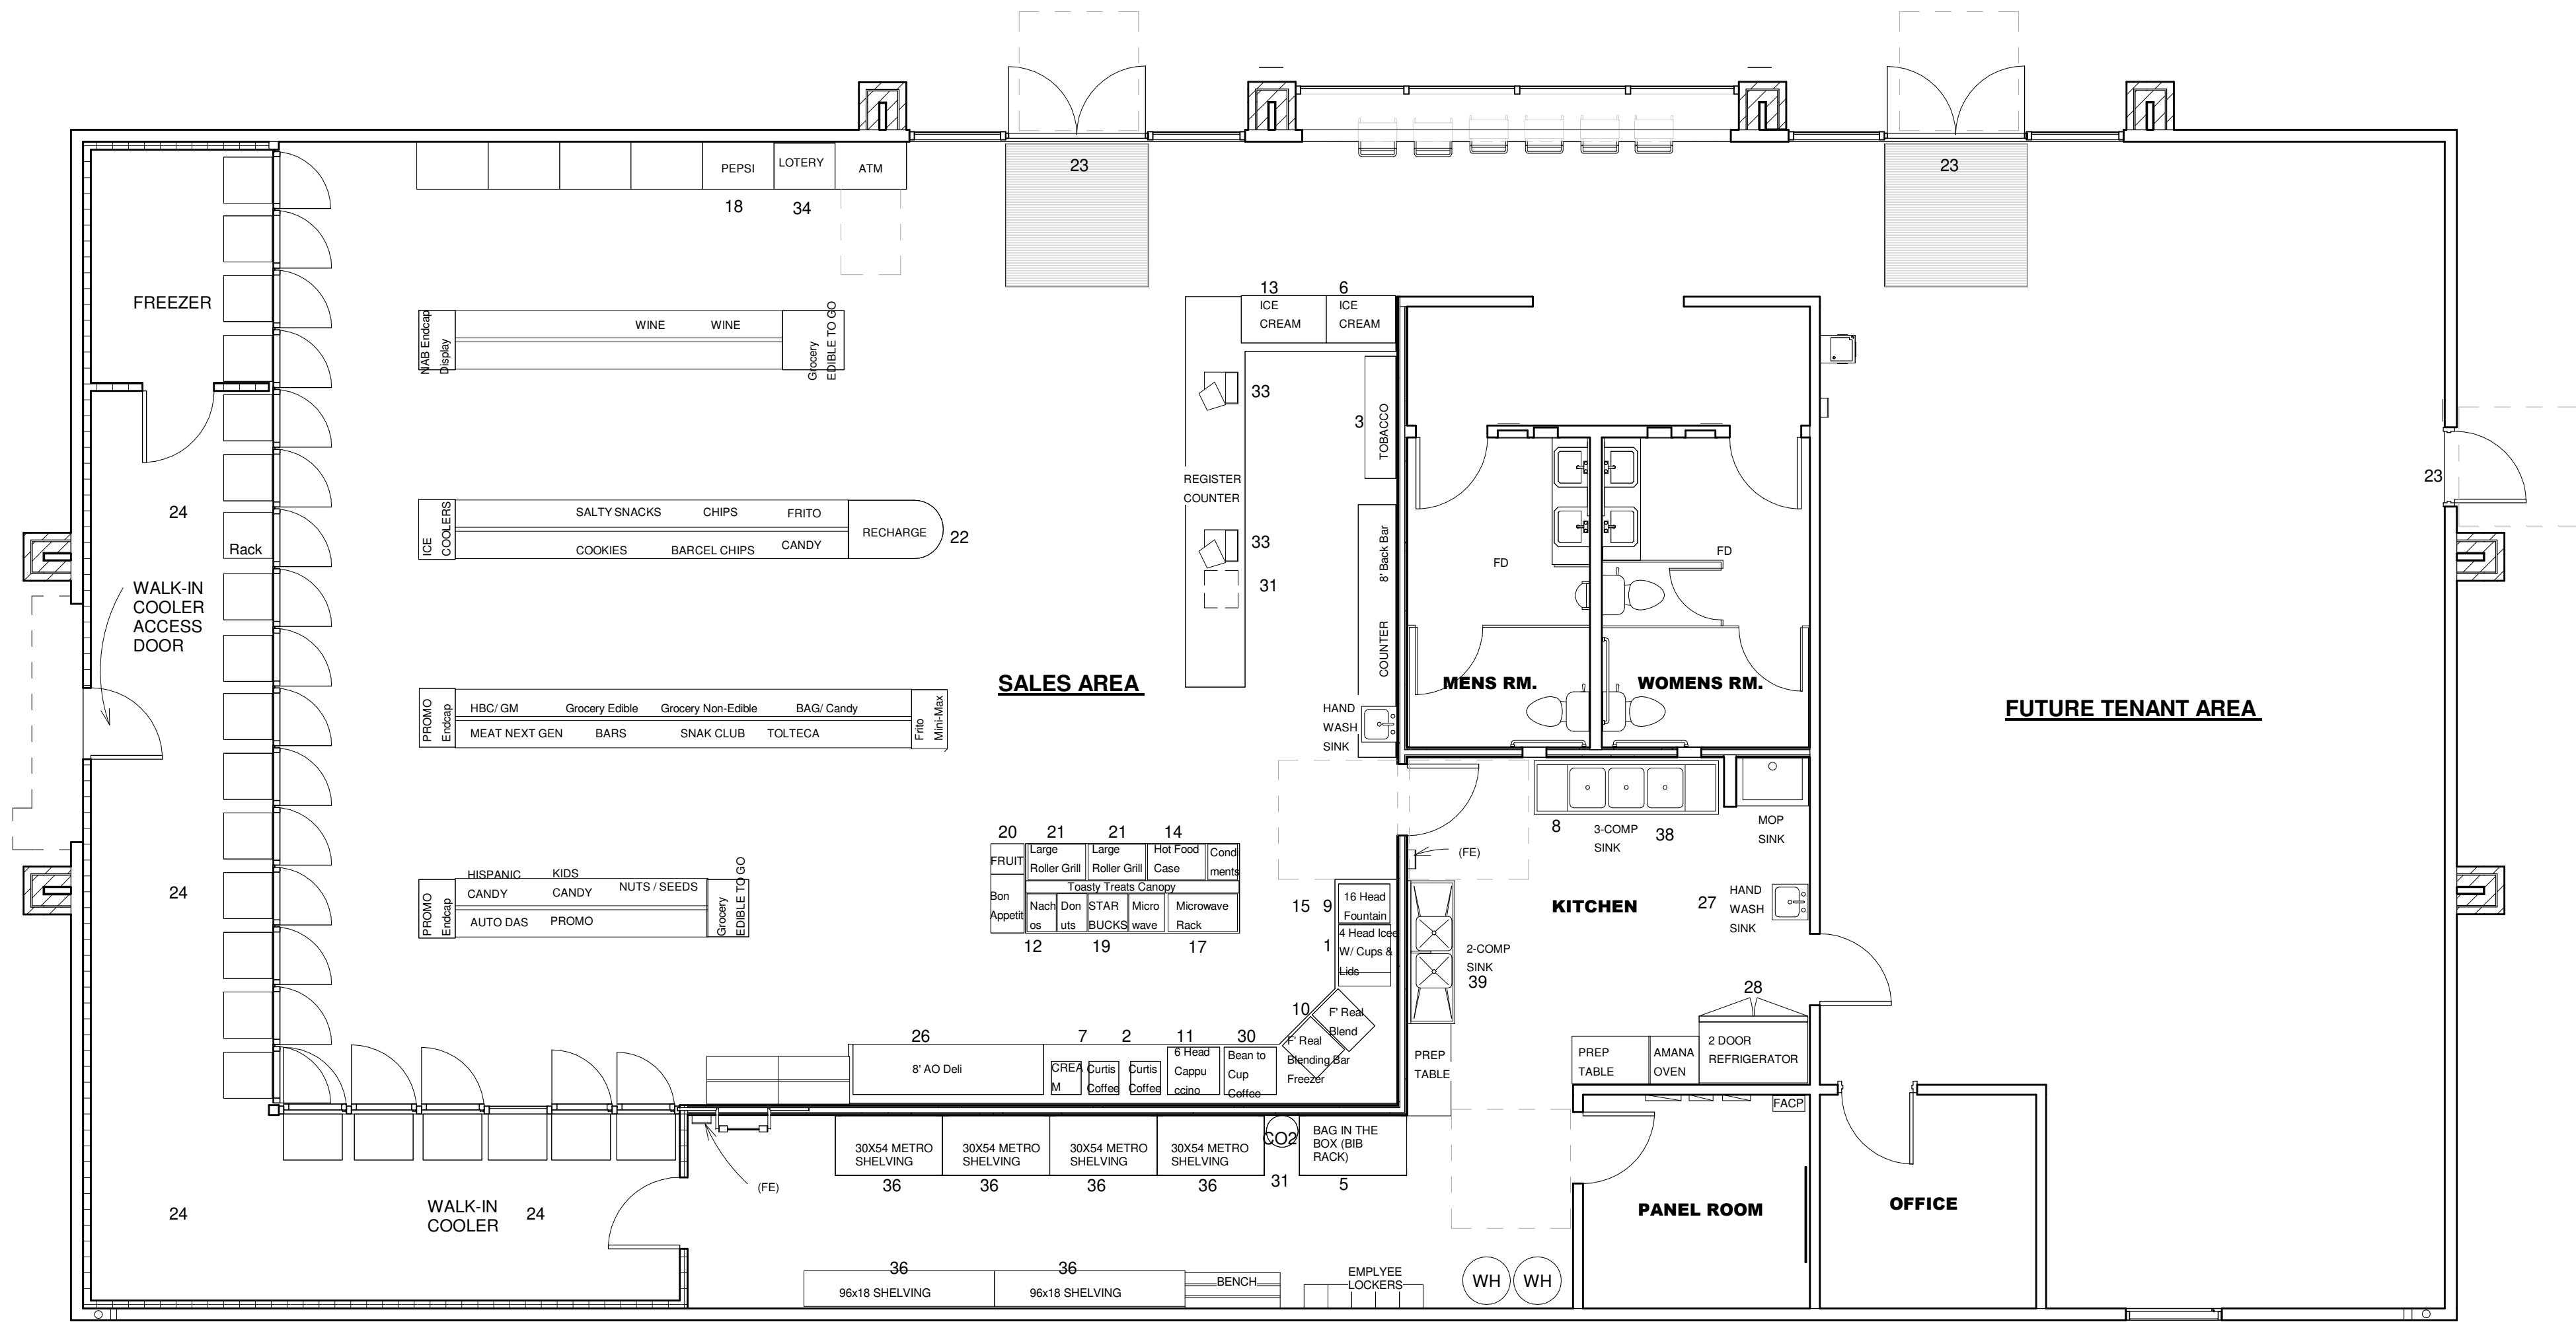 PEPSI
LOTERY
ATM
18
34
23
23
FREEZER
13
6
ICE
CREAM
ICE
CREAM
NAB Endcap
Display
WINE
WINE
Grocery
EDIBLE TO GO
33
3
TOBACCO
REGISTER
COUNTER
24
Rack
ICE
COOLERS
SALTY SNACKS
CHIPS
FRITO
COOKIES
BARCEL CHIPS
CANDY
RECHARGE
22
33
31
8' Back Bar
COUNTER
FD
FD
23
WALK-IN
COOLER
ACCESS
DOOR
SALES AREA
MENS RM.
WOMENS RM.
FUTURE TENANT AREA
PROMO
Endcap
HBC/ GM
Grocery Edible
Grocery Non-Edible
BAG/ Candy
MEAT NEXT GEN
BARS
SNAK CLUB
TOLTECA
Frito
Mini-Max
HAND
WASH
SINK
20
21
21
14
FRUIT
Large
Roller Grill
Large
Roller Grill
Hot Food
Case
Condi
ments
Toasty Treats Canopy
Bon
Appetit
Nach
os
Don
uts
STAR
BUCKS
Micro
wave
Microwave
Rack
12
19
17
(FE)
8
3-COMP
SINK
38
MOP
SINK
24
PROMO
Endcap
HISPANIC
CANDY
KIDS
CANDY
NUTS / SEEDS
AUTO DAS
PROMO
Grocery
EDIBLE TO GO
15
9
16 Head
Fountain
1
4 Head Icee
W/ Cups &
Lids
KITCHEN
27
HAND
WASH
SINK
2-COMP
SINK
39
10
F' Real
Blend
F' Real
Blending Bar
Freezer
28
26
8' AO Deli
7
CREA
M
2
Curtis
Coffee
Curtis
Coffee
11
6 Head
Cappu
ccino
30
Bean to
Cup
Coffee
PREP
TABLE
PREP
TABLE
AMANA
OVEN
2 DOOR
REFRIGERATOR
FACP
30X54 METRO
SHELVING
30X54 METRO
SHELVING
30X54 METRO
SHELVING
30X54 METRO
SHELVING
CO2
BAG IN THE
BOX (BIB
RACK)
36
36
36
36
31
5
(FE)
24
WALK-IN
COOLER
24
PANEL ROOM
OFFICE
36
36
96x18 SHELVING
96x18 SHELVING
BENCH
EMPLYEE
LOCKERS
WH
WH